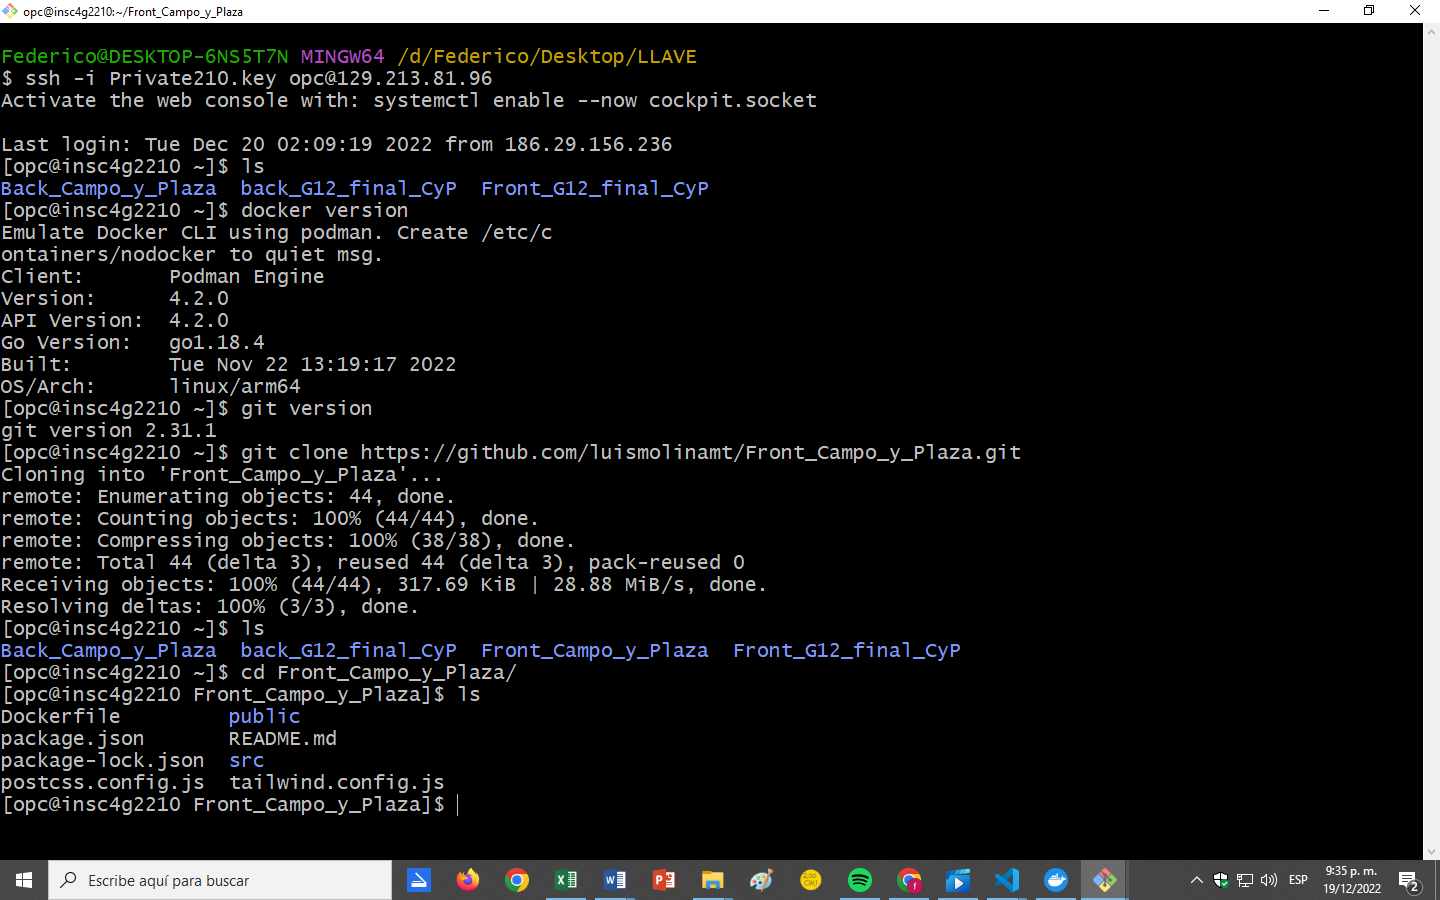 opc@insc4g2210:~/Front_Campo_y_Plaza
Federico@DESKTOP-6NS5T7N MINGW64 /d/Federico/Desktop/LLAVE
$ ssh -i Private210.key opc@129.213.81.96
Activate the web console with: systemctl enable --now cockpit.socket
Last login: Tue Dec 20 02:09:19 2022 from 186.29.156.236
[opc@insc4g2210 ~]$ ls
Back_Campo_y_Plaza  back_G12_final_CyP  Front_G12_final_CyP
[opc@insc4g2210 ~]$ docker version
Emulate Docker CLI using podman. Create /etc/c
ontainers/nodocker to quiet msg.
Client:       Podman Engine
Version:      4.2.0
API Version:  4.2.0
Go Version:   go1.18.4
Built:        Tue Nov 22 13:19:17 2022
OS/Arch:      linux/arm64
[opc@insc4g2210 ~]$ git version
git version 2.31.1
[opc@insc4g2210 ~]$ git clone https://github.com/luismolinamt/Front_Campo_y_Plaza.git
Cloning into 'Front_Campo_y_Plaza'...
remote: Enumerating objects: 44, done.
remote: Counting objects: 100% (44/44), done.
remote: Compressing objects: 100% (38/38), done.
remote: Total 44 (delta 3), reused 44 (delta 3), pack-reused 0
Receiving objects: 100% (44/44), 317.69 KiB | 28.88 MiB/s, done.
Resolving deltas: 100% (3/3), done.
[opc@insc4g2210 ~]$ ls
Back_Campo_y_Plaza  back_G12_final_CyP  Front_Campo_y_Plaza  Front_G12_final_CyP
[opc@insc4g2210 ~]$ cd Front_Campo_y_Plaza/
[opc@insc4g2210 Front_Campo_y_Plaza]$ ls
Dockerfile         public
package.json       README.md
package-lock.json  src
postcss.config.js  tailwind.config.js
[opc@insc4g2210 Front_Campo_y_Plaza]$
Escribe aquí para buscar
ESP
9:35 p. m.
19/12/2022
2